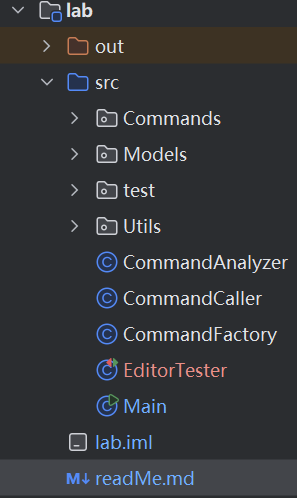 lab
out
src
Commands
Models
test
Utils
CommandAnalyzer
CommandCaller
CommandFactory
EditorTester
Main
lab.iml
readMe.md